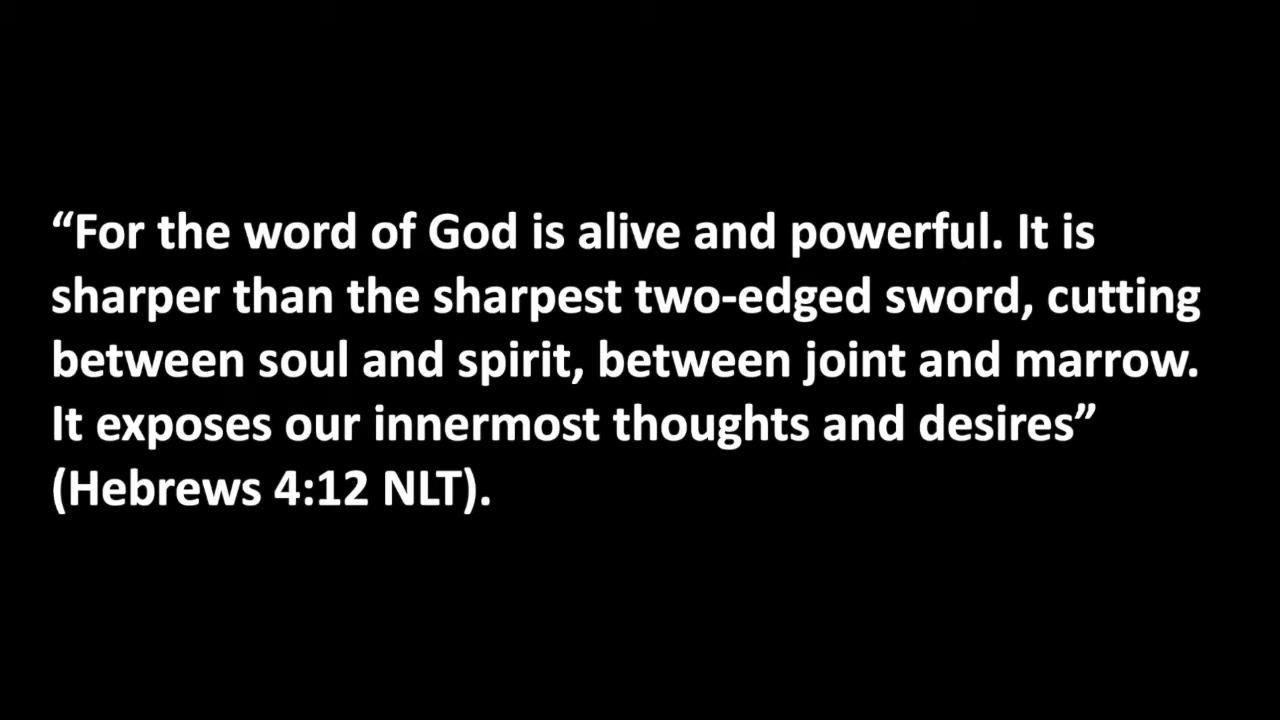 “For the word of God is alive and powerful. It is
sharper than the sharpest two-edged sword, cutting
between soul and spirit, between joint and marrow.
It exposes our innermost thoughts and desires”
(Hebrews 4:12 NLT).